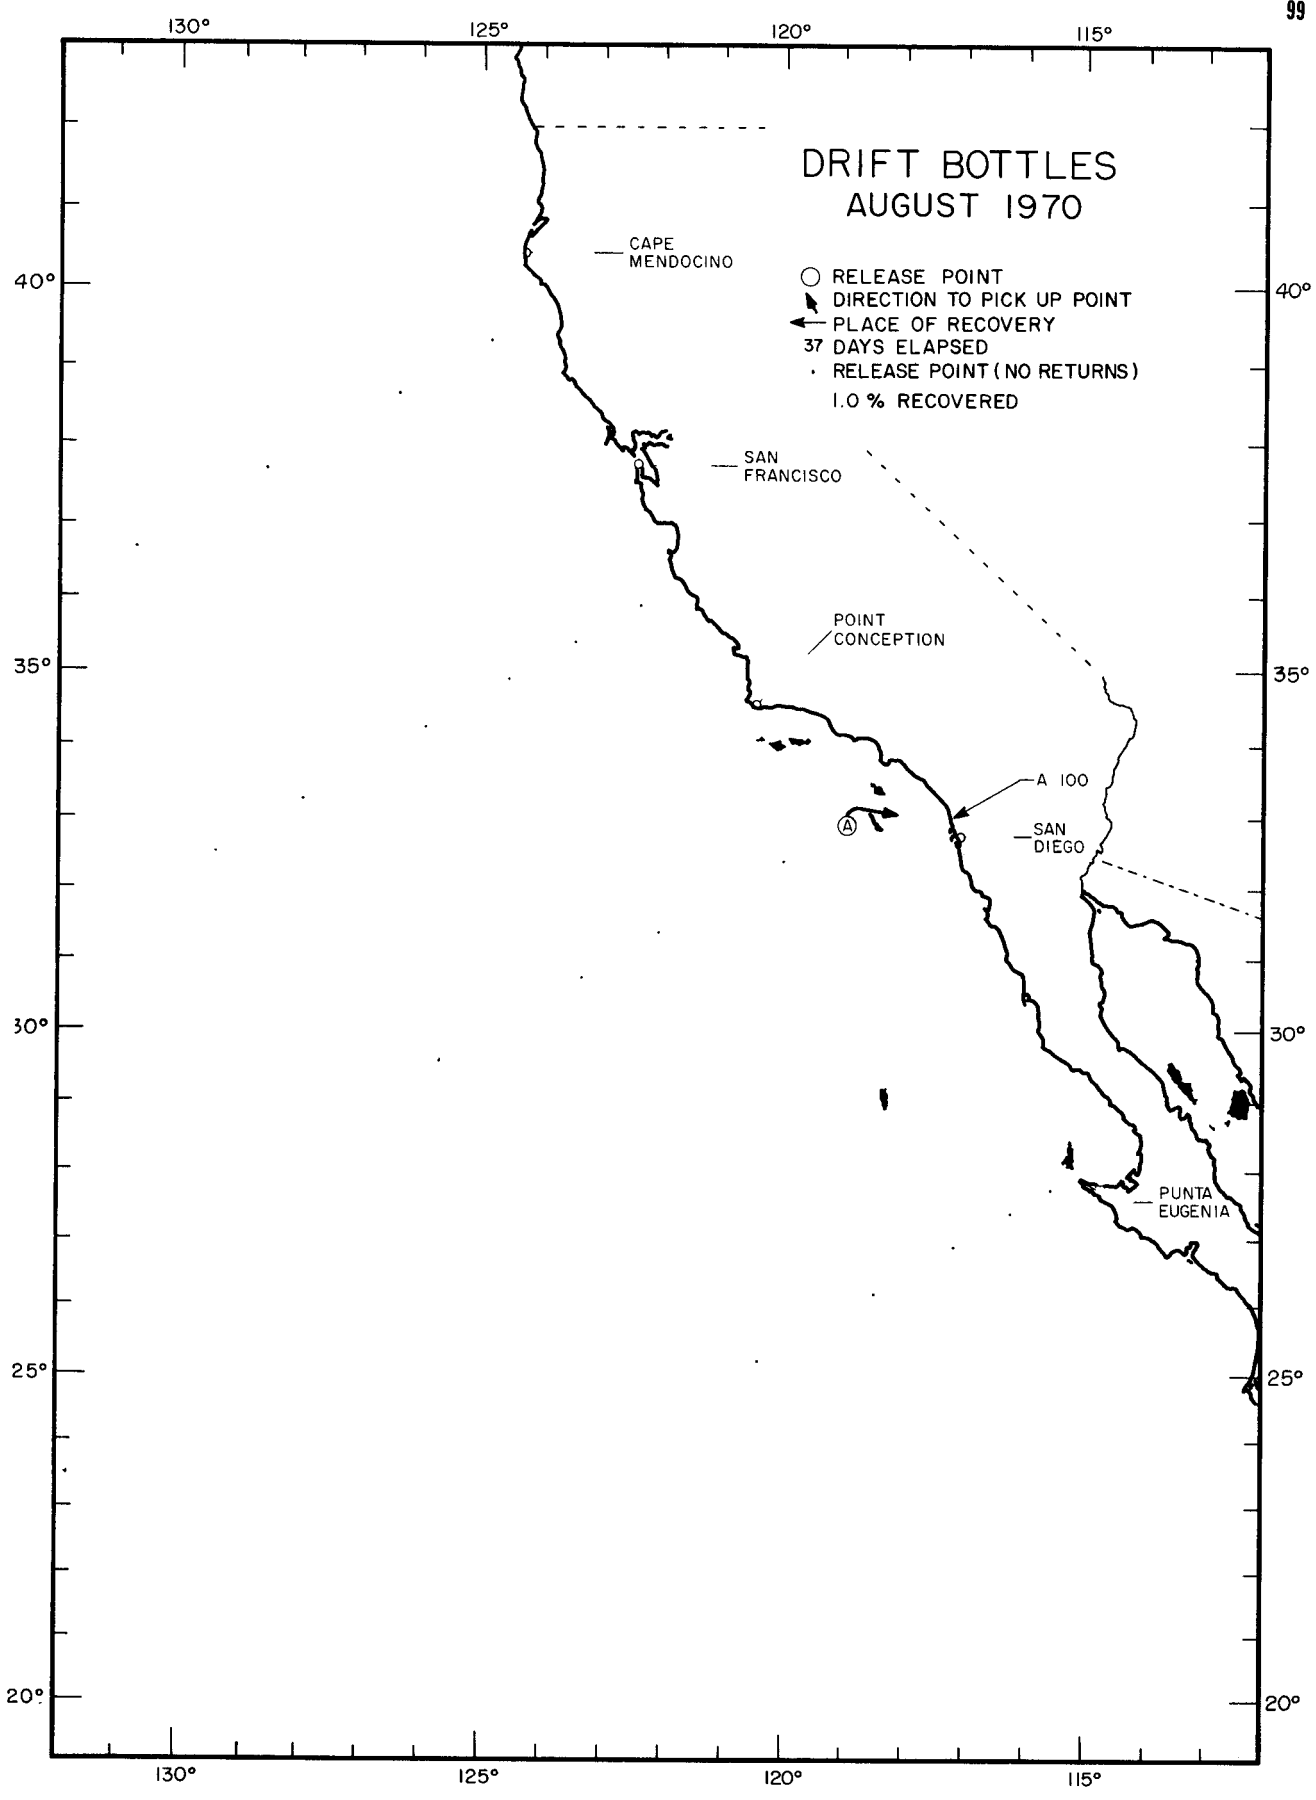 99
130° 125° 120° 115°
DRIFT BOTTLES
AUGUST 1970
CAPE
MENDOCINO
40° 40°
RELEASE POINT
DIRECTION TO PICK UP POINT
PLACE OF RECOVERY
37 DAYS ELAPSED
RELEASE POINT (NO RETURNS)
1.0 % RECOVERED
SAN
FRANCISCO
POINT
CONCEPTION
35° 35°
A 100
A
SAN
DIEGO
30° 30°
PUNTA
EUGENIA
25° 25°
20° 20°
130° 125° 120° 115°